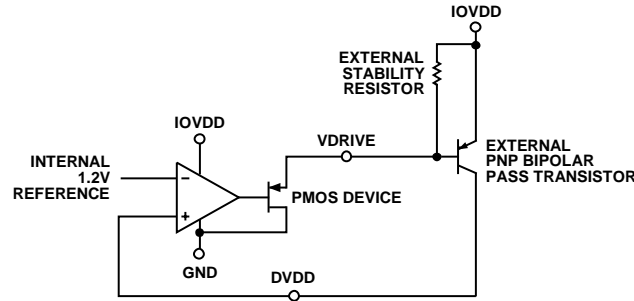 IOVDD
EXTERNAL
STABILITY
RESISTOR
IOVDD
VDRIVE
EXTERNAL
PNP BIPOLAR
PASS TRANSISTOR
INTERNAL
1.2V
REFERENCE
−
+
PMOS DEVICE
GND
DVDD